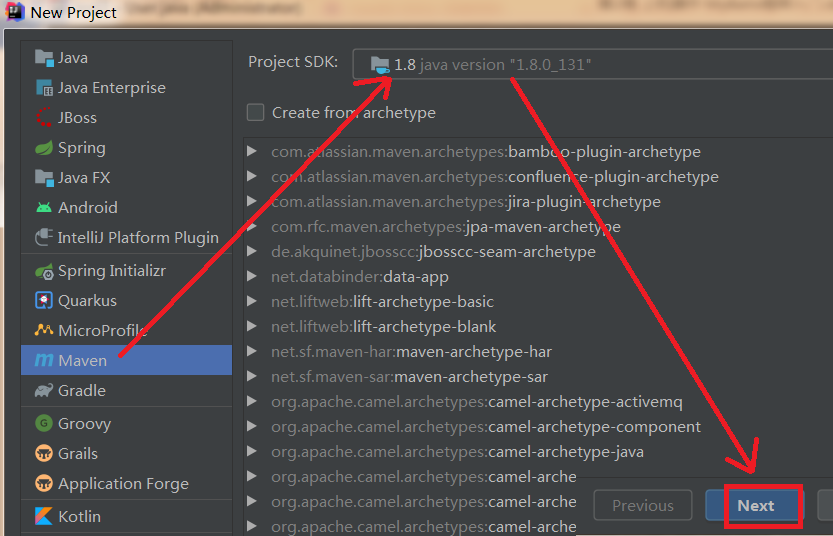 New Project
Java
Java Enterprise
JBoss
Spring
Java FX
Android
IntelliJ Platform Plugin
Spring Initializr
Quarkus
MicroProfile
Maven
Gradle
Groovy
Grails
Application Forge
Kotlin
Project SDK: 1.8 java version "1.8.0_131"
Create from archetype
com.atlassian.maven.archetypes:bamboo-plugin-archetype
com.atlassian.maven.archetypes:confluence-plugin-archetype
com.atlassian.maven.archetypes:jira-plugin-archetype
com.rfc.maven.archetypes:jpa-maven-archetype
de.akquinet.jbosscc:jbosscc-seam-archetype
net.databinder:data-app
net.liftweb:lift-archetype-basic
net.liftweb:lift-archetype-blank
net.sf.maven-har:maven-archetype-har
net.sf.maven-sar:maven-archetype-sar
org.apache.camel.archetypes:camel-archetype-activemq
org.apache.camel.archetypes:camel-archetype-component
org.apache.camel.archetypes:camel-archetype-java
org.apache.camel.archetypes:camel-arche
org.apache.camel.archetypes:camel-arche
org.apache.camel.archetypes:camel-arche
Previous
Next